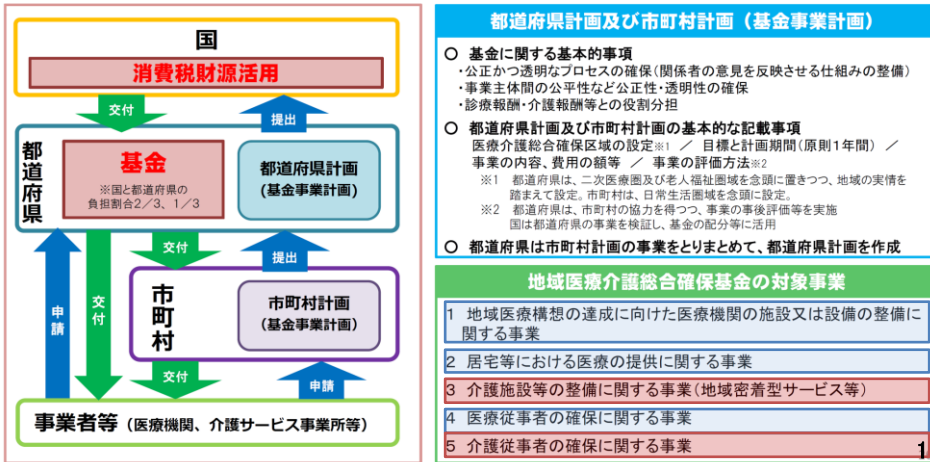 国
消費税財源活用
交付
提出
都道府県
基金
※国と都道府県の
負担割合2/3、1/3
都道府県計画
(基金事業計画)
申請
交付
交付
提出
市町村
市町村計画
(基金事業計画)
交付
申請
事業者等(医療機関、介護サービス事業所等)
都道府県計画及び市町村計画(基金事業計画)
○ 基金に関する基本的事項
・公正かつ透明なプロセスの確保(関係者の意見を反映させる仕組みの整備)
・事業主体間の公平性など公正性・透明性の確保
・診療報酬・介護報酬等との役割分担
○ 都道府県計画及び市町村計画の基本的な記載事項
医療介護総合確保区域の設定※1 / 目標と計画期間(原則1年間) /
事業の内容、費用の額等 / 事業の評価方法※2
※1 都道府県は、二次医療圏及び老人福祉圏域を念頭に置きつつ、地域の実情を
踏まえて設定。市町村は、日常生活圏域を念頭に設定。
※2 都道府県は、市町村の協力を得つつ、事業の事後評価等を実施
国は都道府県の事業を検証し、基金の配分等に活用
○ 都道府県は市町村計画の事業をとりまとめて、都道府県計画を作成
地域医療介護総合確保基金の対象事業
1 地域医療構想の達成に向けた医療機関の施設又は設備の整備に
関する事業
2 居宅等における医療の提供に関する事業
3 介護施設等の整備に関する事業(地域密着型サービス等)
4 医療従事者の確保に関する事業
5 介護従事者の確保に関する事業
1